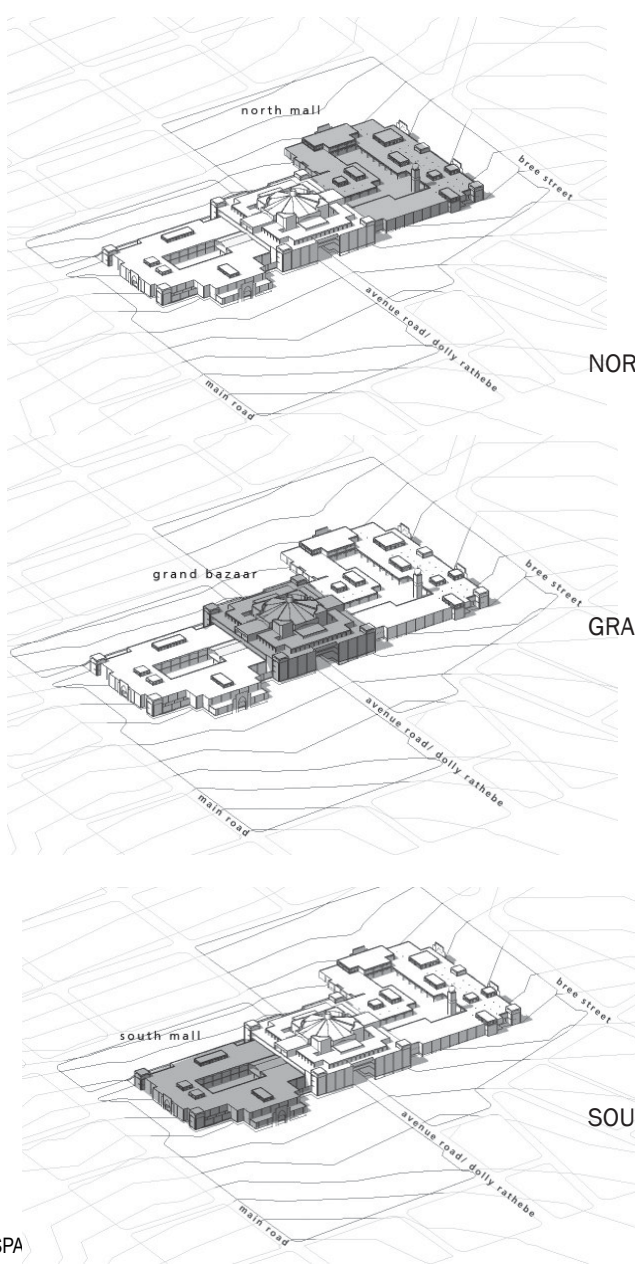 north mall
bree street
avenue road/ dolly rathebe
main road
NOR
grand bazaar
bree street
GRA
avenue road/ dolly rathebe
main road
south mall
bree street
SOU
avenue road/ dolly rathebe
main road
SPA